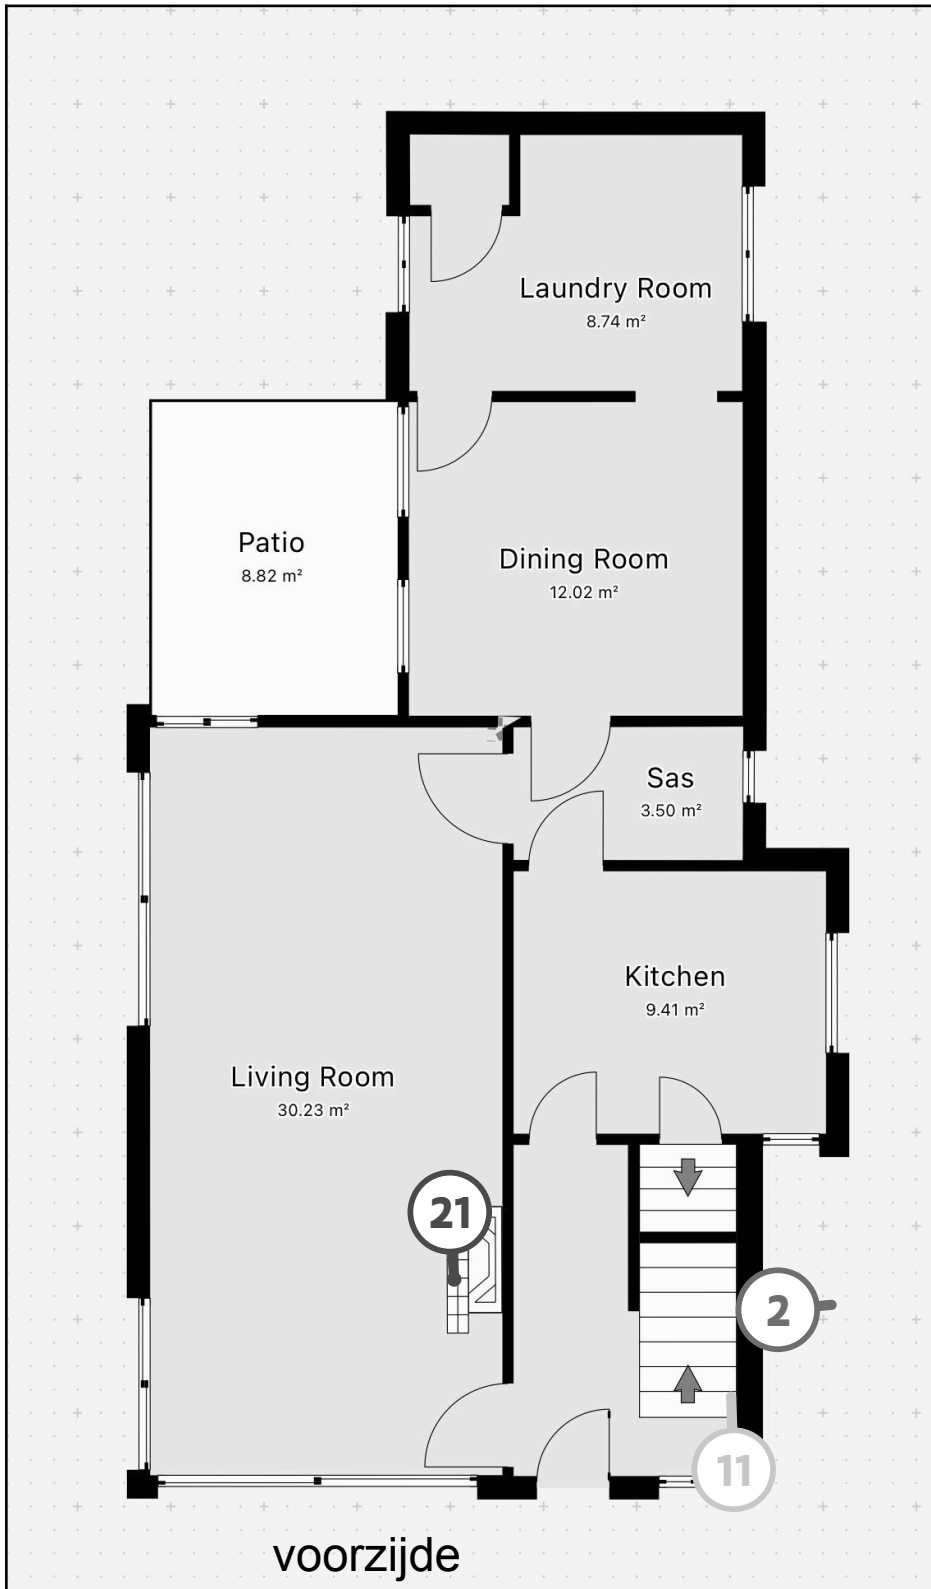 Laundry Room
8.74 m²
Patio
8.82 m²
Dining Room
12.02 m²
Sas
3.50 m²
Kitchen
9.41 m²
Living Room
30.23 m²
21
2
11
voorzijde